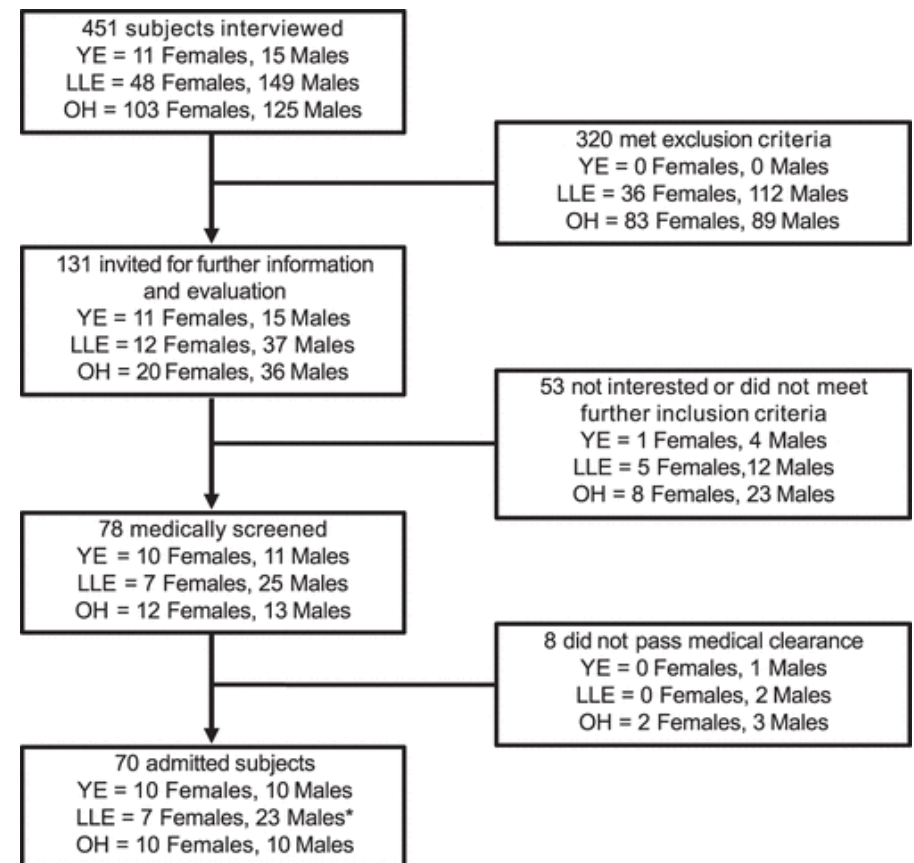 451 subjects interviewed
YE = 11 Females, 15 Males
LLE = 48 Females, 149 Males
OH = 103 Females, 125 Males
320 met exclusion criteria
YE = 0 Females, 0 Males
LLE = 36 Females, 112 Males
OH = 83 Females, 89 Males
131 invited for further information
and evaluation
YE = 11 Females, 15 Males
LLE = 12 Females, 37 Males
OH = 20 Females, 36 Males
53 not interested or did not meet
further inclusion criteria
YE = 1 Females, 4 Males
LLE = 5 Females,12 Males
OH = 8 Females, 23 Males
78 medically screened
YE = 10 Females, 11 Males
LLE = 7 Females, 25 Males
OH = 12 Females, 13 Males
8 did not pass medical clearance
YE = 0 Females, 1 Males
LLE = 0 Females, 2 Males
OH = 2 Females, 3 Males
70 admitted subjects
YE = 10 Females, 10 Males
LLE = 7 Females, 23 Males*
OH = 10 Females, 10 Males